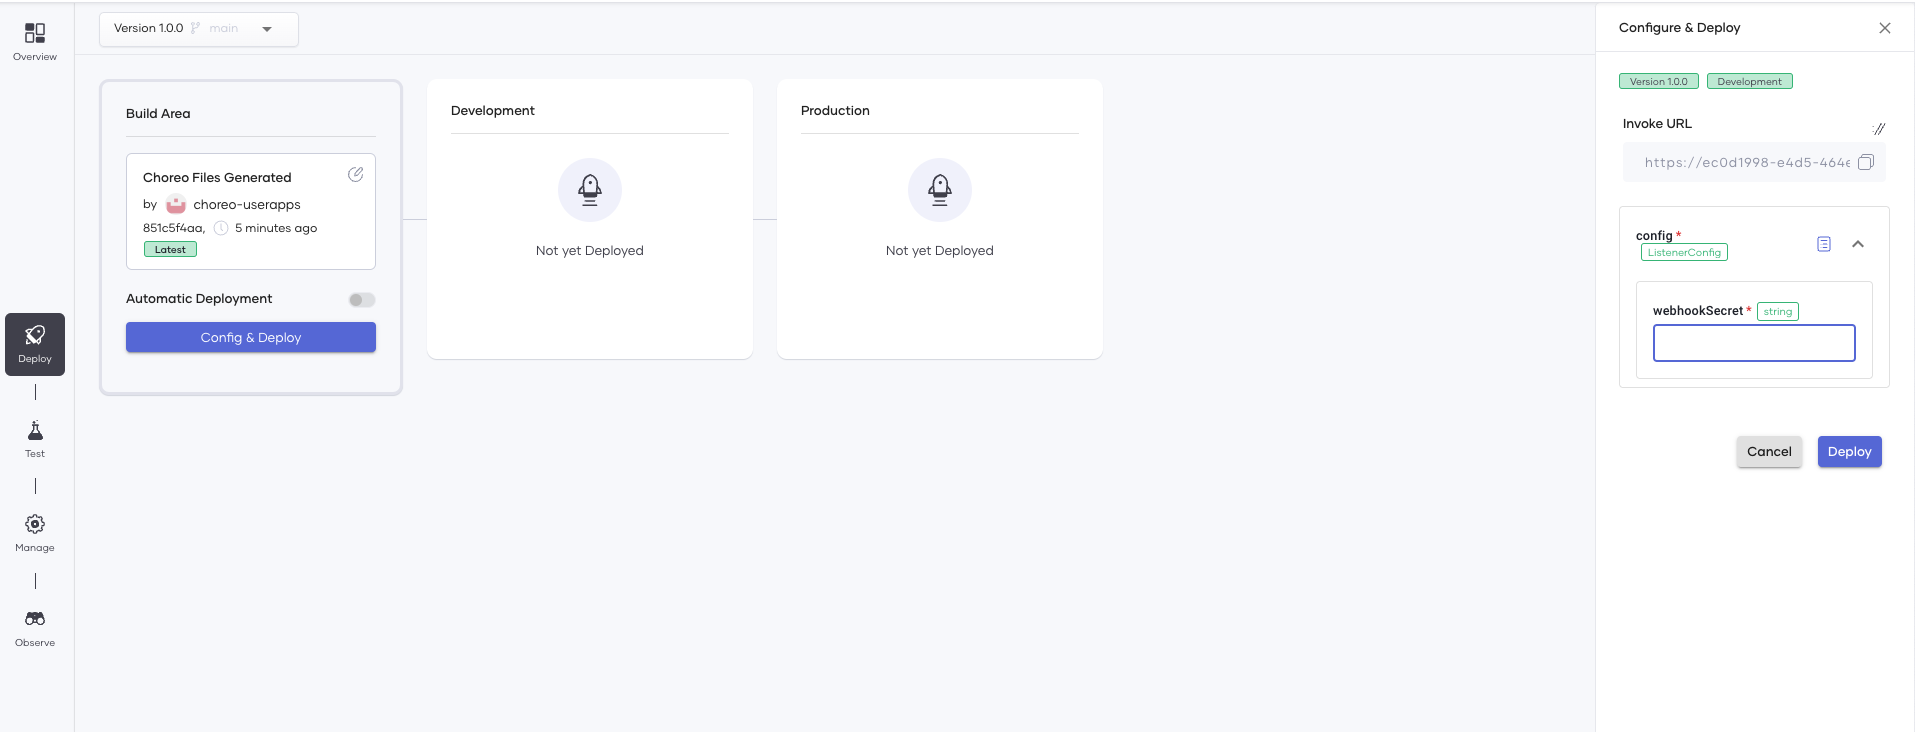 Overview
Deploy
Test
Manage
Observe
Version 1.0.0 main
Build Area
Choreo Files Generated
by choreo-userapps
851c5f4aa, 5 minutes ago
Latest
Automatic Deployment
Config & Deploy
Development
Not yet Deployed
Production
Not yet Deployed
Configure & Deploy
Version 1.0.0 Development
Invoke URL
://
https://ec0d1998-e4d5-464e
config *
ListenerConfig
webhookSecret * string
Cancel Deploy